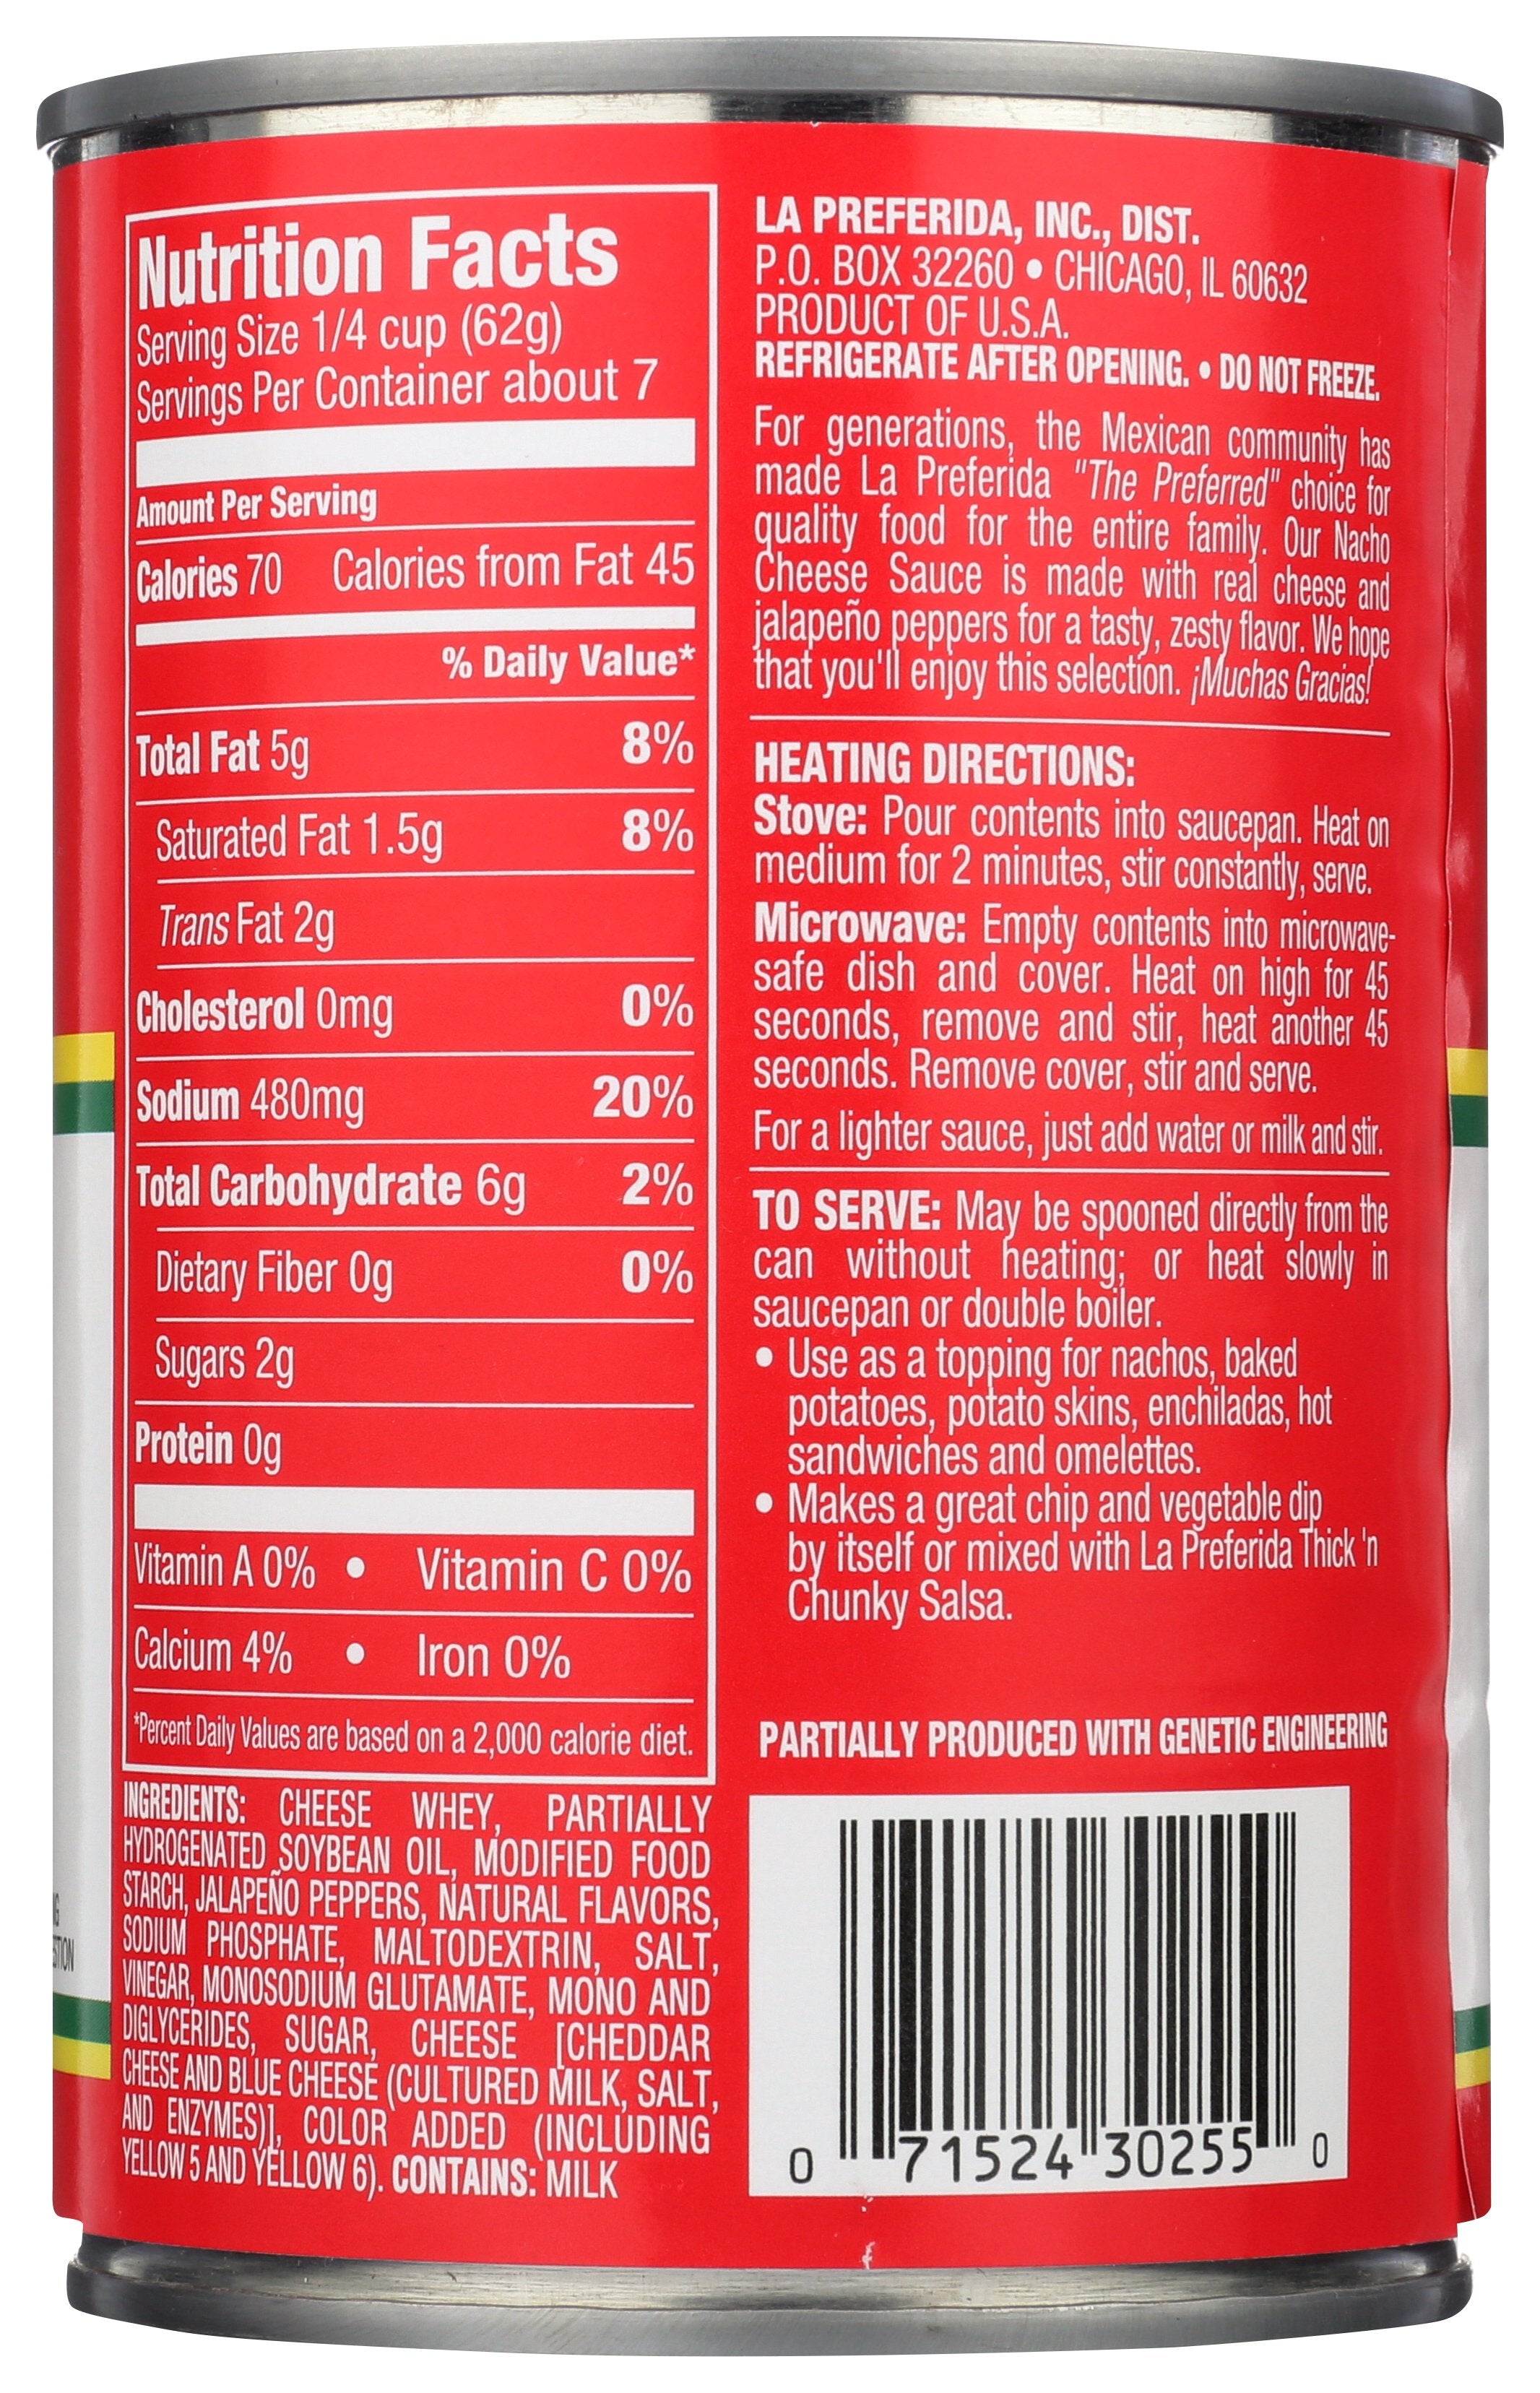 Nutrition Facts
Serving Size 1/4 cup (62g)
Servings Per Container about 7
Amount Per Serving
Calories 70 Calories from Fat 45
% Daily Value*
Total Fat 5g 8%
Saturated Fat 1.5g 8%
Trans Fat 2g
Cholesterol 0mg 0%
Sodium 480mg 20%
Total Carbohydrate 6g 2%
Dietary Fiber 0g 0%
Sugars 2g
Protein 0g
Vitamin A 0% • Vitamin C 0%
Calcium 4% • Iron 0%
*Percent Daily Values are based on a 2,000 calorie diet.
INGREDIENTS: CHEESE WHEY, PARTIALLY
HYDROGENATED SOYBEAN OIL, MODIFIED FOOD
STARCH, JALAPEÑO PEPPERS, NATURAL FLAVORS,
SODIUM PHOSPHATE, MALTODEXTRIN, SALT,
VINEGAR, MONOSODIUM GLUTAMATE, MONO AND
DIGLYCERIDES, SUGAR, CHEESE [CHEDDAR
CHEESE AND BLUE CHEESE (CULTURED MILK, SALT,
AND ENZYMES)], COLOR ADDED (INCLUDING
YELLOW 5 AND YELLOW 6). CONTAINS: MILK
LA PREFERIDA, INC., DIST.
P.O. BOX 32260 • CHICAGO, IL 60632
PRODUCT OF U.S.A.
REFRIGERATE AFTER OPENING. • DO NOT FREEZE.
For generations, the Mexican community has
made La Preferida "The Preferred" choice for
quality food for the entire family. Our Nacho
Cheese Sauce is made with real cheese and
jalapeño peppers for a tasty, zesty flavor. We hope
that you'll enjoy this selection. ¡Muchas Gracias!
HEATING DIRECTIONS:
Stove: Pour contents into saucepan. Heat on
medium for 2 minutes, stir constantly, serve.
Microwave: Empty contents into microwave-
safe dish and cover. Heat on high for 45
seconds, remove and stir, heat another 45
seconds. Remove cover, stir and serve.
For a lighter sauce, just add water or milk and stir.
TO SERVE: May be spooned directly from the
can without heating; or heat slowly in
saucepan or double boiler.
• Use as a topping for nachos, baked
potatoes, potato skins, enchiladas, hot
sandwiches and omelettes.
• Makes a great chip and vegetable dip
by itself or mixed with La Preferida Thick 'n
Chunky Salsa.
PARTIALLY PRODUCED WITH GENETIC ENGINEERING
0 71524 30255 0